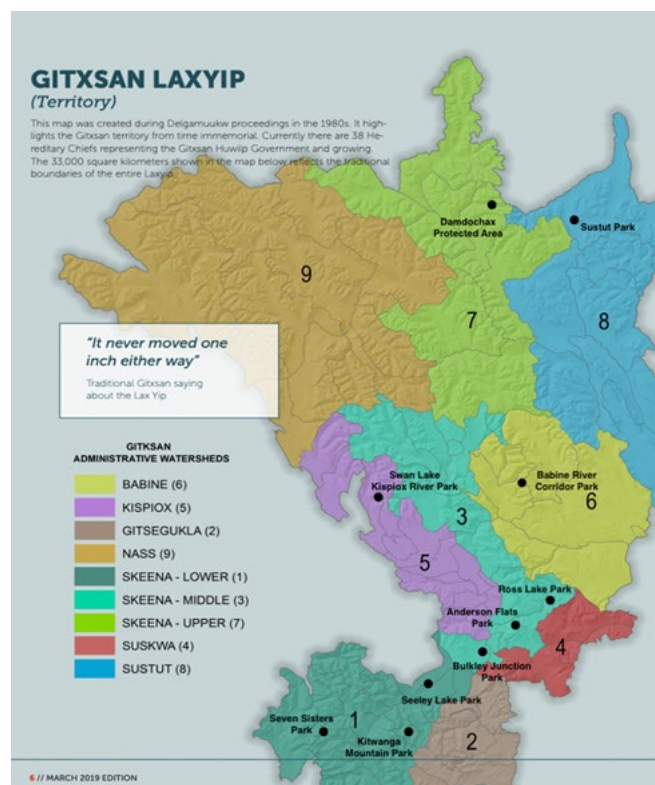 GITXSAN LAXYIP
(Territory)
This map was created during Delgamuukw proceedings in the 1980s. It high-
lights the Gitxsan territory from time immemorial. Currently there are 38 He-
reditary Chiefs representing the Gitxsan Huwilp Government and growing.
The 33,000 square kilometers shown in the map below reflects the traditional
boundaries of the entire Laxyip.
Damdochax
Protected Area
Sustut Park
9
7
8
"It never moved one
inch either way"
Traditional Gitxsan saying
about the Lax Yip
GITKSAN
ADMINISTRATIVE WATERSHEDS
BABINE (6)
KISPIOX (5)
GITSEGUKLA (2)
NASS (9)
SKEENA - LOWER (1)
SKEENA - MIDDLE (3)
SKEENA - UPPER (7)
SUSKWA (4)
SUSTUT (8)
Swan Lake
Kispiox River Park
Babine River
Corridor Park
6
3
5
Ross Lake Park
Anderson Flats
Park
4
Bulkley Junction
Park
Seeley Lake Park
Seven Sisters
Park
1
Kitwanga
Mountain Park
2
6 // MARCH 2019 EDITION